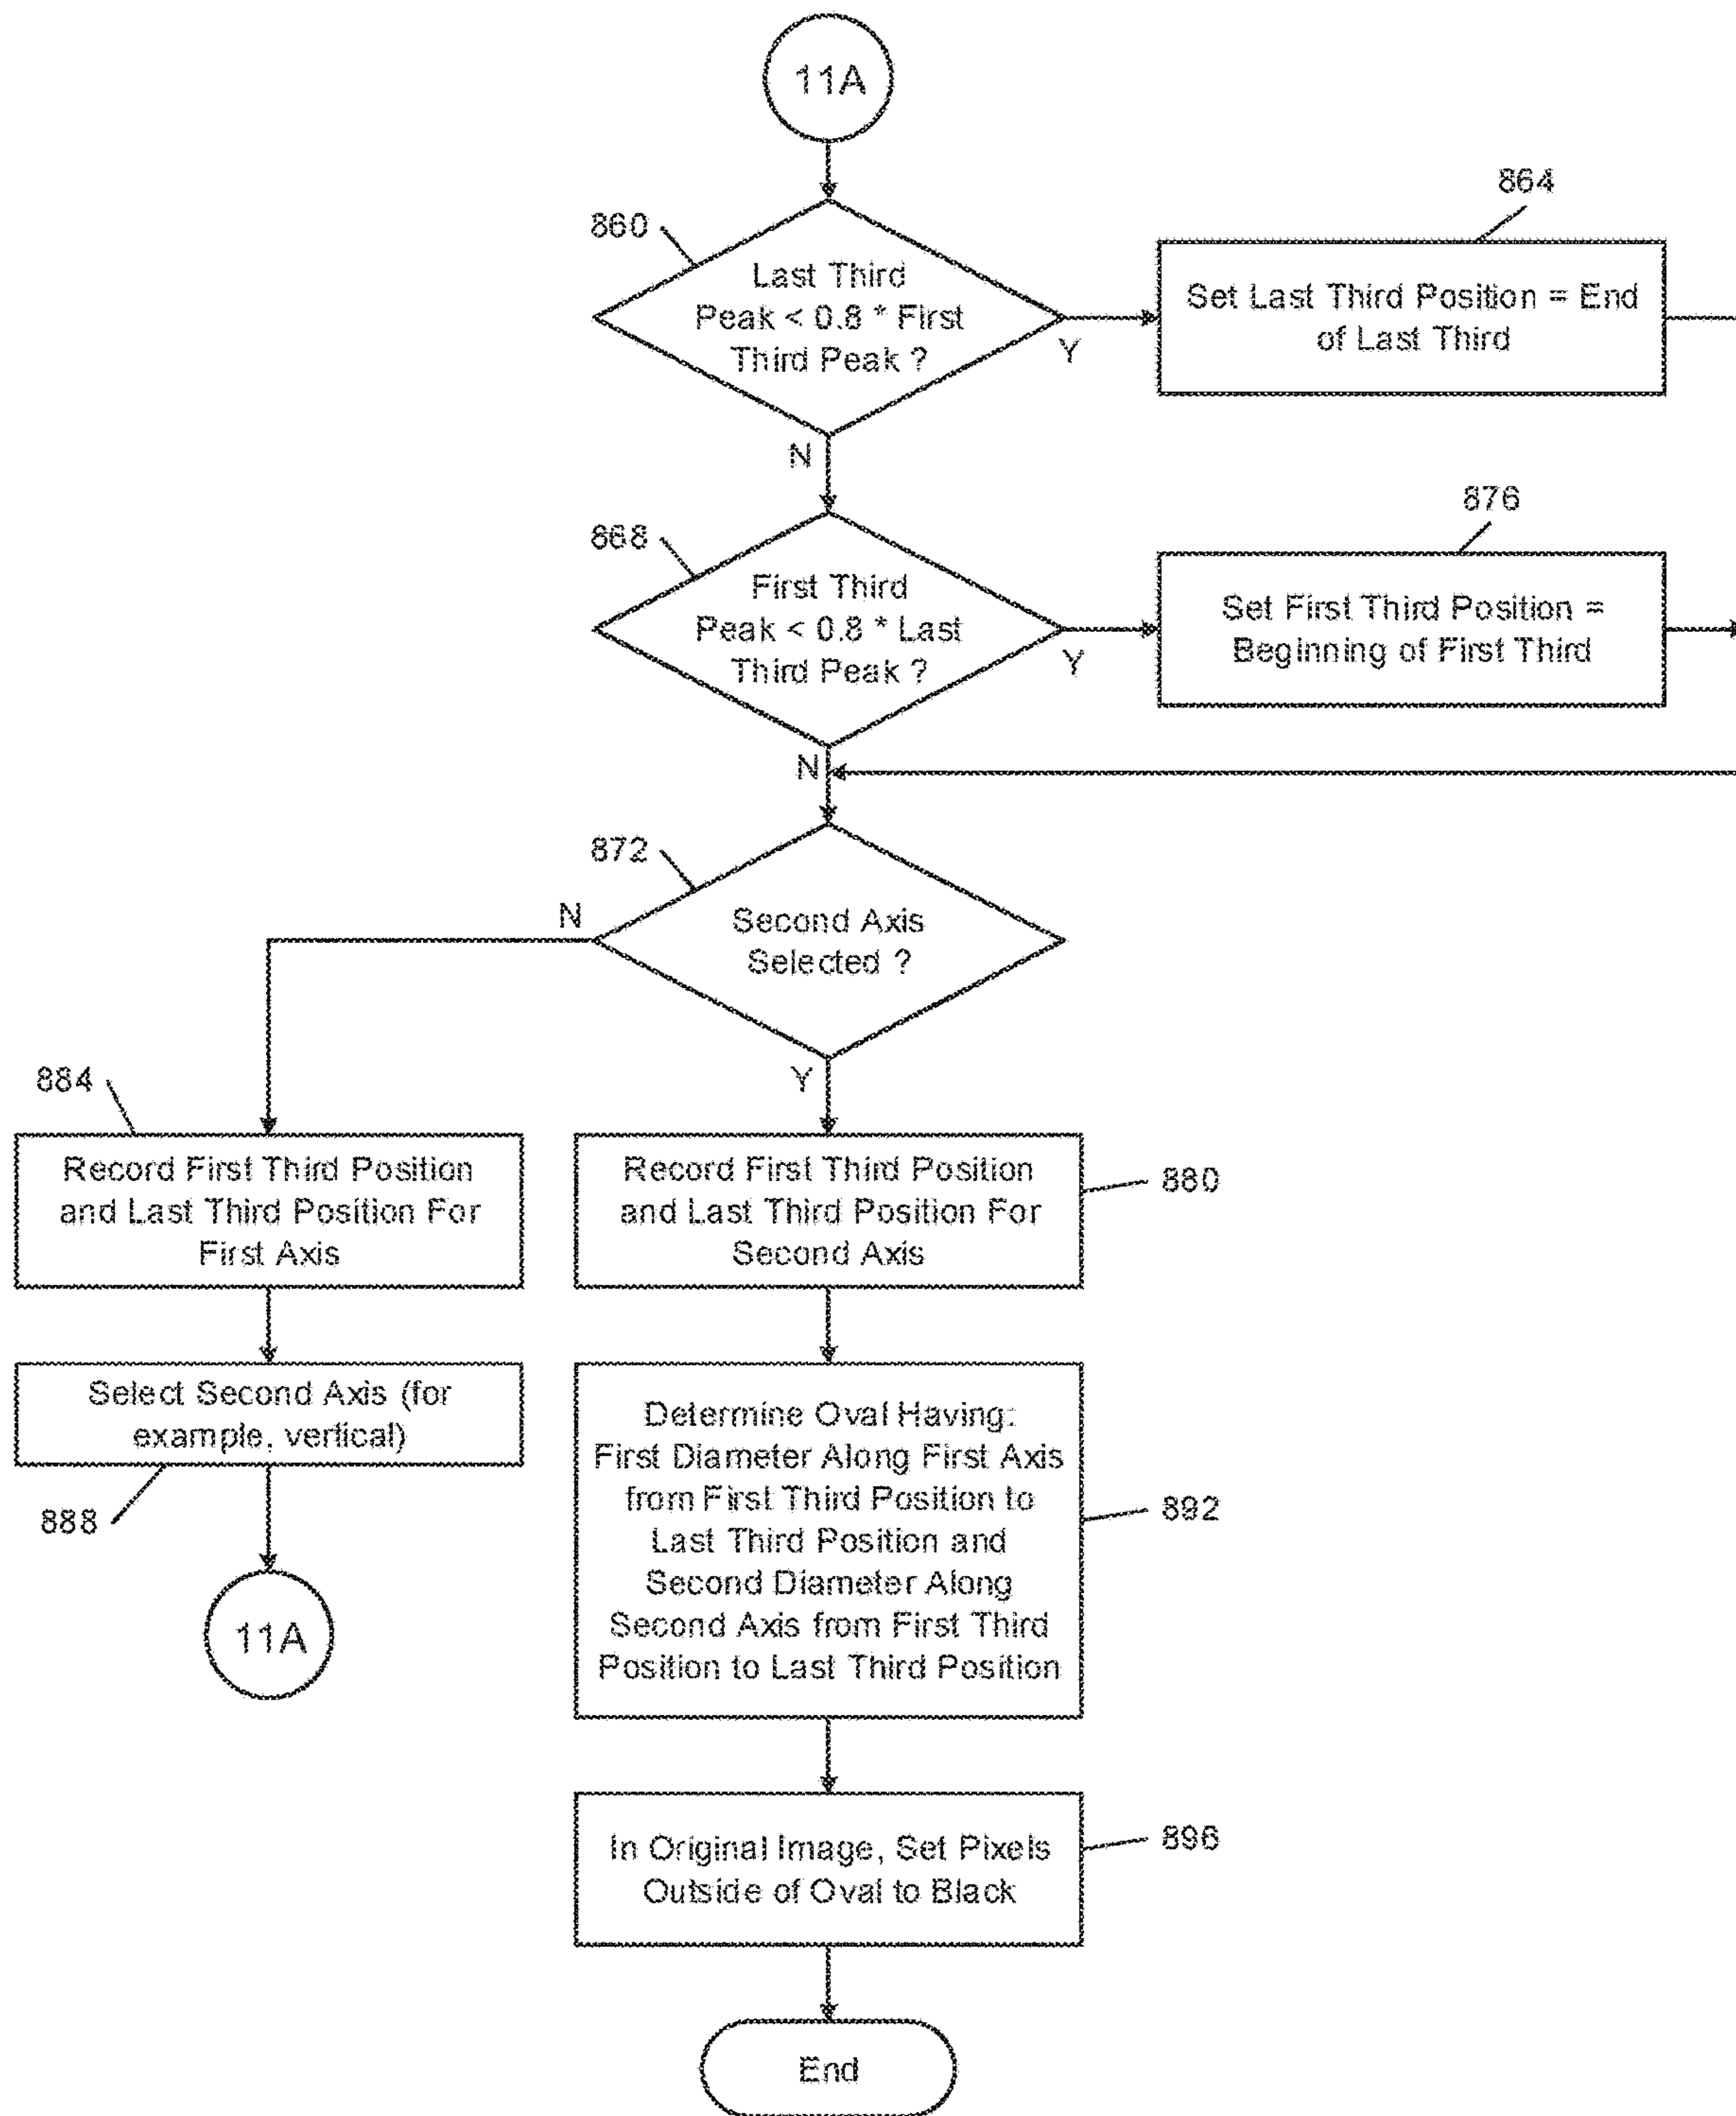 11A
860
Last Third
Peak < 0.8 * First
Third Peak ?
Y
N
864
Set Last Third Position = End
of Last Third
868
First Third
Peak < 0.8 * Last
Third Peak ?
Y
N
876
Set First Third Position =
Beginning of First Third
872
Second Axis
Selected ?
N
Y
884
Record First Third Position
and Last Third Position For
First Axis
Record First Third Position
and Last Third Position For
Second Axis
880
Select Second Axis (for
example, vertical)
888
11A
Determine Oval Having:
First Diameter Along First Axis
from First Third Position to
Last Third Position and
Second Diameter Along
Second Axis from First Third
Position to Last Third Position
892
In Original Image, Set Pixels
Outside of Oval to Black
896
End